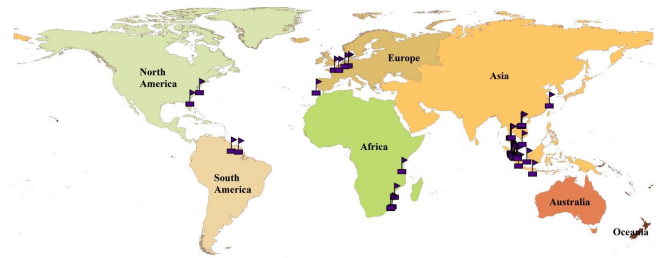 Europe
North
America
Asia
Africa
South
America
Australia
Oceania